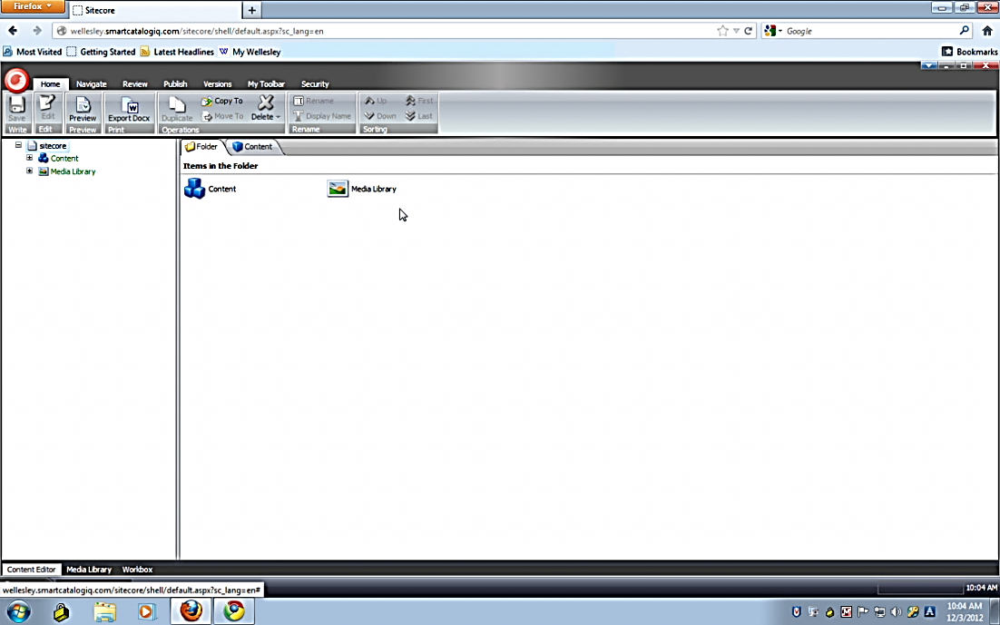 Firefox
Sitecore
wellesley.smartcatalogiq.com/sitecore/shell/default.aspx?sc_lang=en
Google
Most Visited Getting Started Latest Headlines My Wellesley Bookmarks
Home Navigate Review Publish Versions My Toolbar Security
Save Edit Preview Export Docx Duplicate Copy To Move To Delete Rename Display Name Up Down First Last
Write Edit Preview Print Operations Rename Sorting
sitecore
Content
Media Library
Folder Content
Items in the Folder
Content Media Library
Content Editor Media Library Workbox
wellesley.smartcatalogiq.com/sitecore/shell/default.aspx?sc_lang=en#
10:04 AM
10:04 AM
12/3/2012